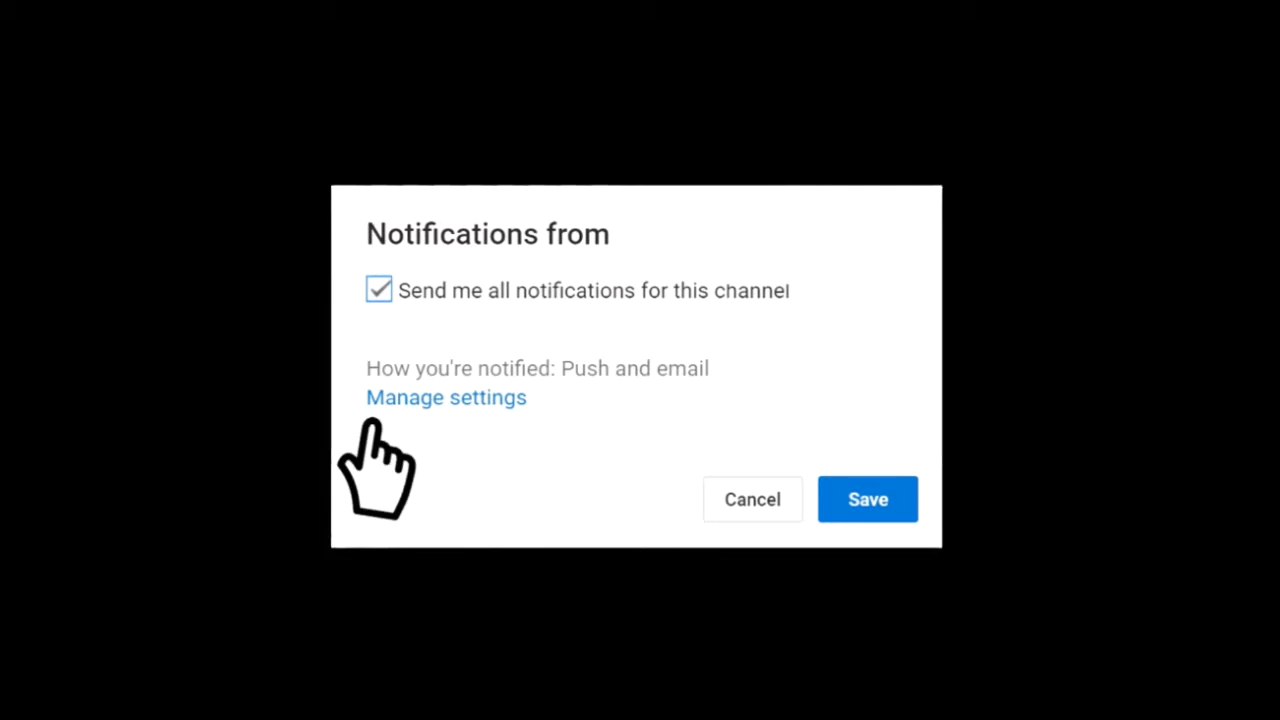 Notifications from
Send me all notifications for this channel
How you're notified: Push and email
Manage settings
Cancel
Save